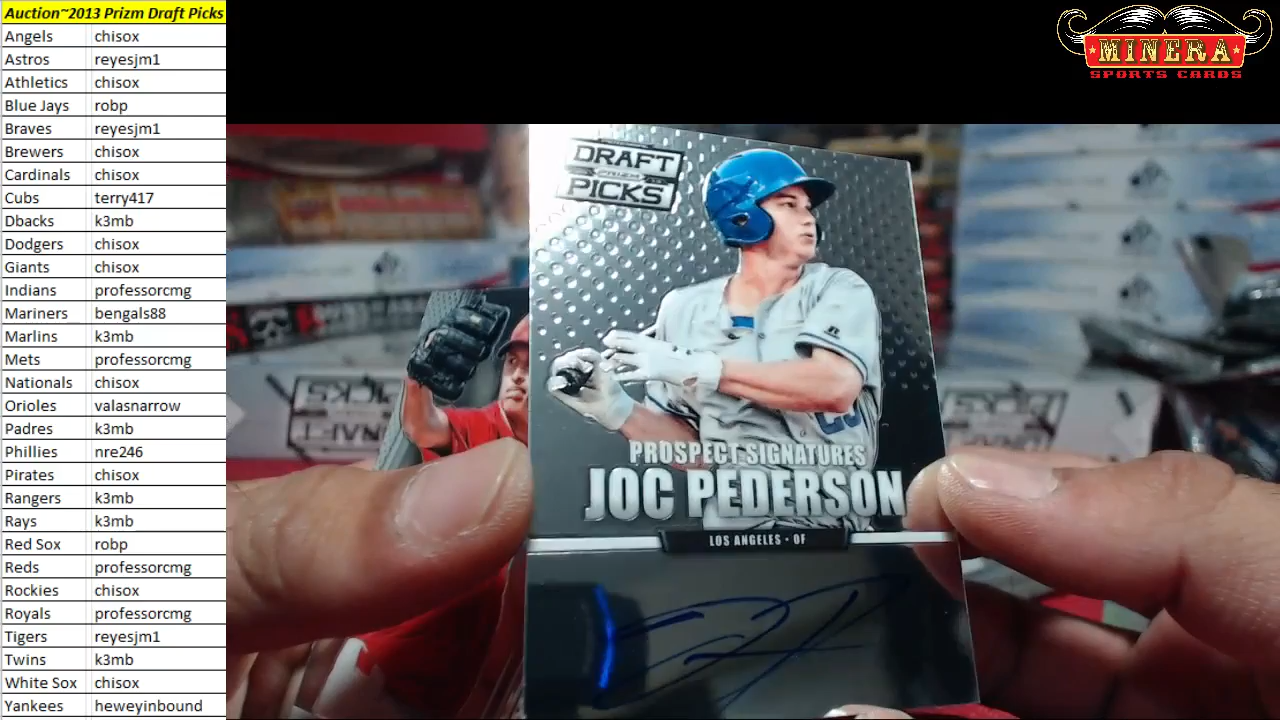 Auction~2013 Prizm Draft Picks
Angels chisox
Astros reyesjm1
Athletics chisox
Blue Jays robp
Braves reyesjm1
Brewers chisox
Cardinals chisox
Cubs terry417
Dbacks k3mb
Dodgers chisox
Giants chisox
Indians professorcmg
Mariners bengals88
Marlins k3mb
Mets professorcmg
Nationals chisox
Orioles valasnarrow
Padres k3mb
Phillies nre246
Pirates chisox
Rangers k3mb
Rays k3mb
Red Sox robp
Reds professorcmg
Rockies chisox
Royals professorcmg
Tigers reyesjm1
Twins k3mb
White Sox chisox
Yankees heweyinbound
MINERA
SPORTS CARDS
DRAFT
PRIZM
PICKS
PROSPECT SIGNATURES
JOC PEDERSON
LOS ANGELES • OF